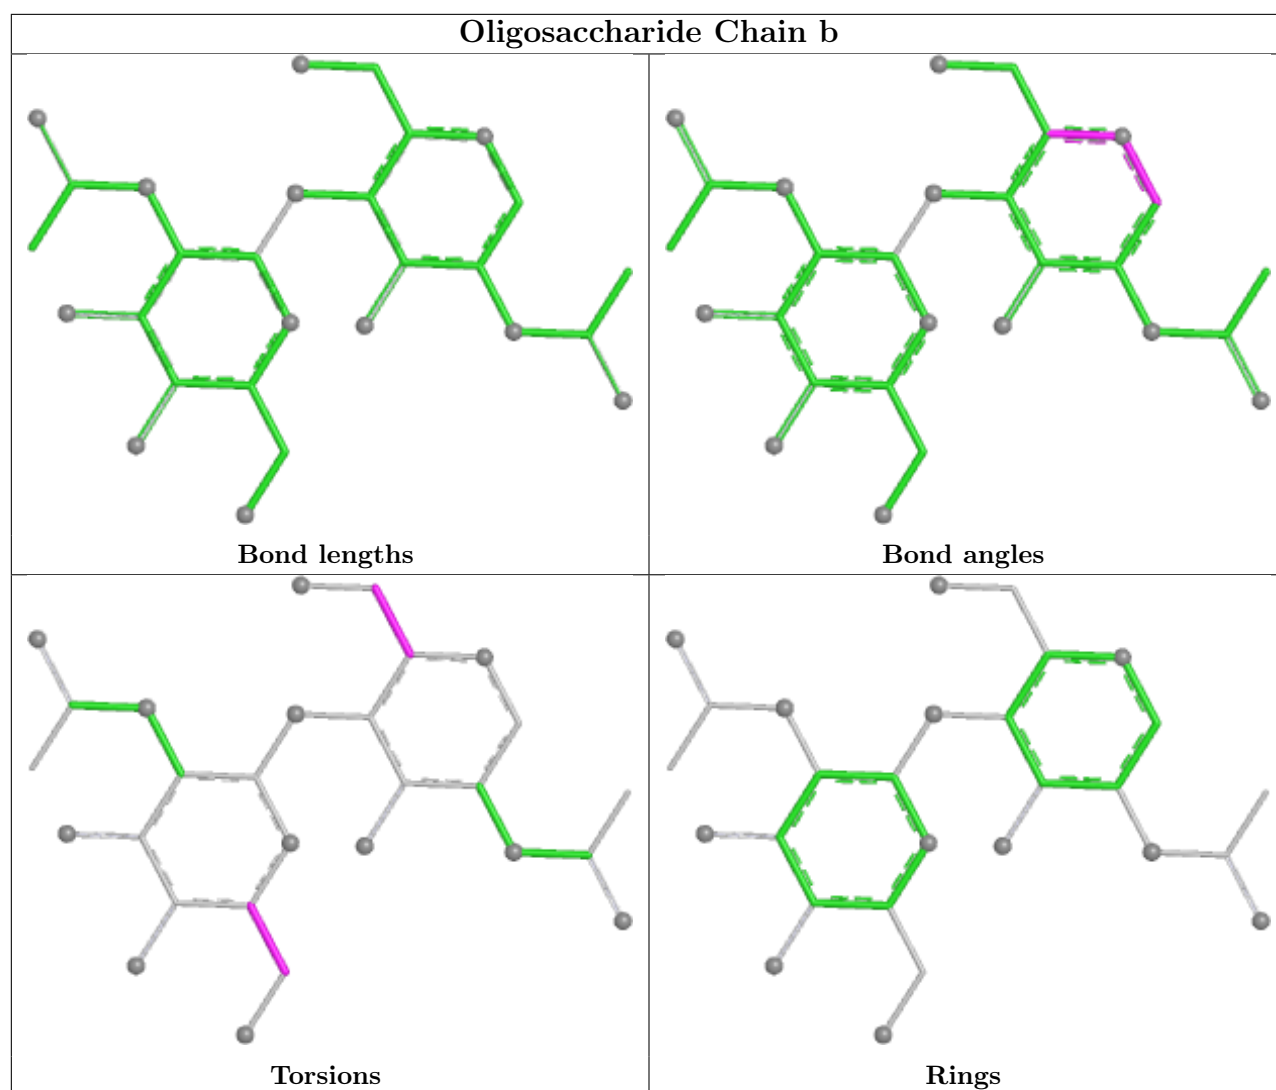 Oligosaccharide Chain b
Bond lengths
Bond angles
Torsions
Rings